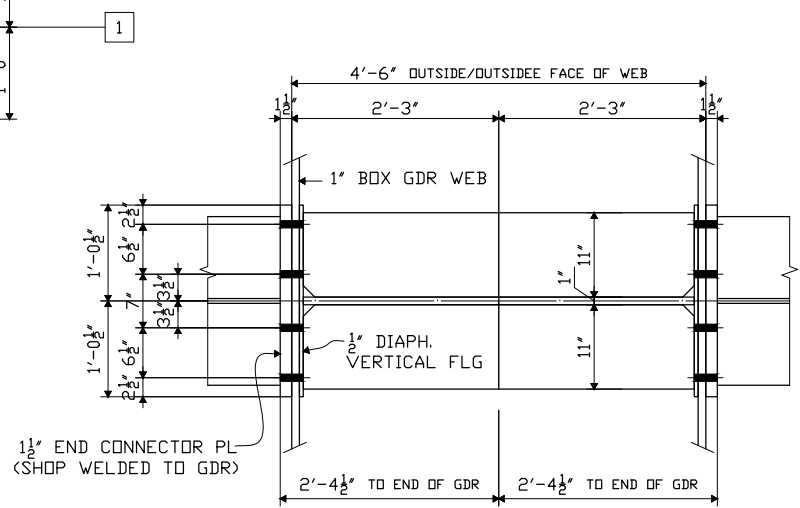 1
4'-6" OUTSIDE/OUTSIDEE FACE OF WEB
1½" 2'-3" 2'-3" 1½"
1" BOX GDR WEB
1'-0½" 2½"
6½"
3½"
7"
3½"
1'-0½" 6½"
2½"
11"
1"
11"
½" DIAPH.
VERTICAL FLG
1½" END CONNECTOR PL
(SHOP WELDED TO GDR)
2'-4½" TO END OF GDR 2'-4½" TO END OF GDR